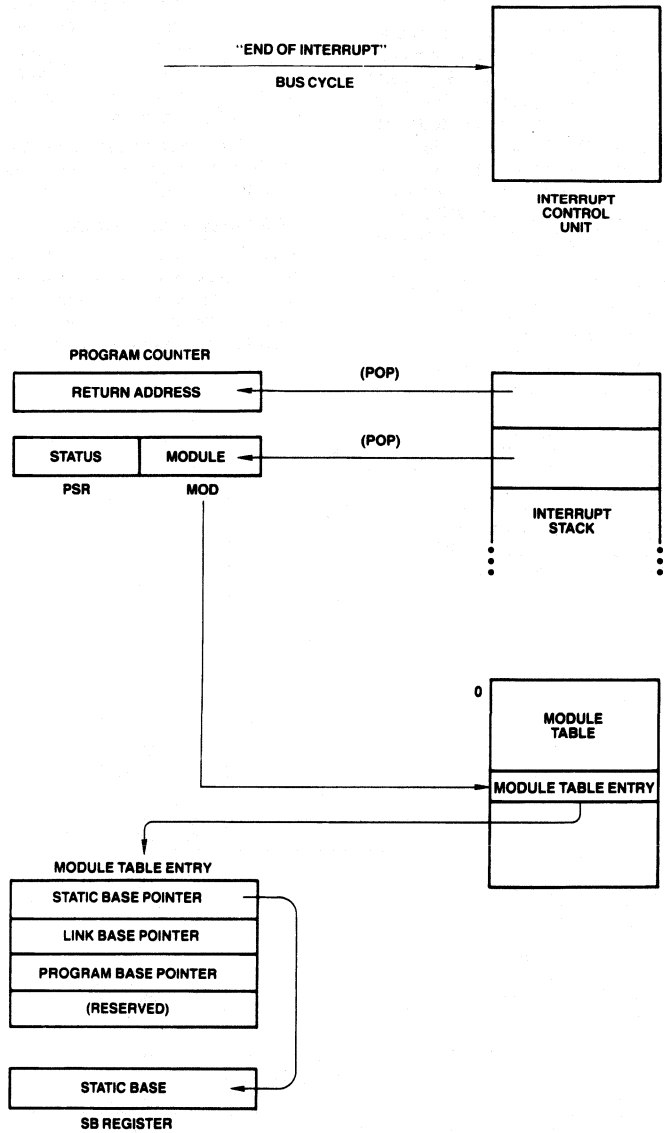 "END OF INTERRUPT"
BUS CYCLE
INTERRUPT
CONTROL
UNIT
PROGRAM COUNTER
RETURN ADDRESS
(POP)
STATUS
MODULE
(POP)
PSR
MOD
INTERRUPT
STACK
0
MODULE
TABLE
MODULE TABLE ENTRY
MODULE TABLE ENTRY
STATIC BASE POINTER
LINK BASE POINTER
PROGRAM BASE POINTER
(RESERVED)
STATIC BASE
SB REGISTER